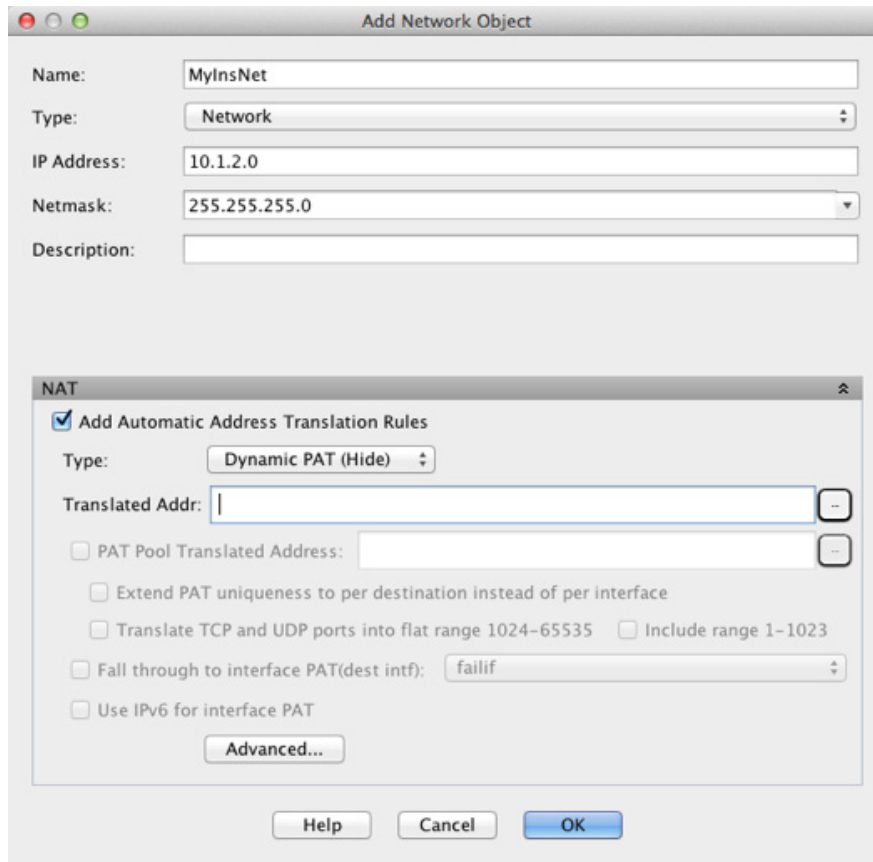 Add Network Object
Name: MyInsNet
Type: Network
IP Address: 10.1.2.0
Netmask: 255.255.255.0
Description:
NAT
Add Automatic Address Translation Rules
Type: Dynamic PAT (Hide)
Translated Addr:
...
PAT Pool Translated Address:
...
Extend PAT uniqueness to per destination instead of per interface
Translate TCP and UDP ports into flat range 1024-65535 Include range 1-1023
Fall through to interface PAT(dest intf): failif
Use IPv6 for interface PAT
Advanced...
Help Cancel OK